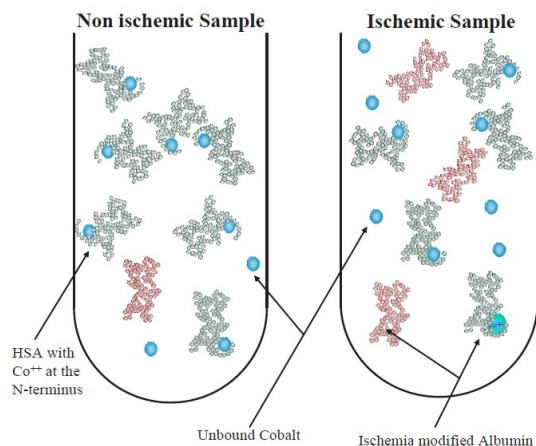 Non ischemic Sample
Ischemic Sample
HSA with
Co++ at the
N-terminus
Unbound Cobalt
Ischemia modified Albumin